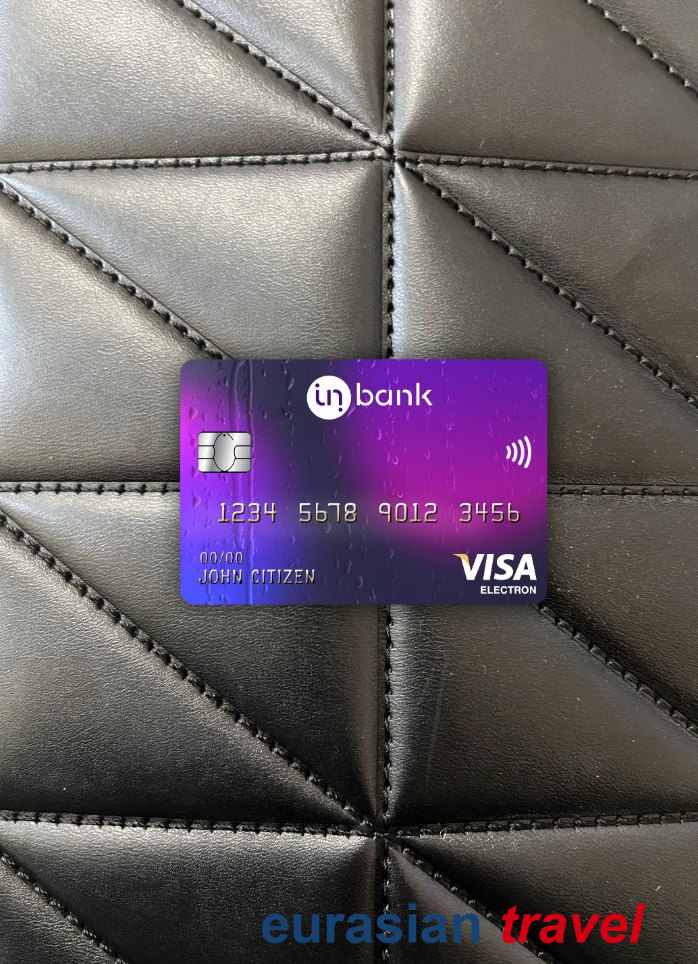 inbank
1234 5678 9012 3456
00/00
JOHN CITIZEN
VISA
ELECTRON
eurasian travel